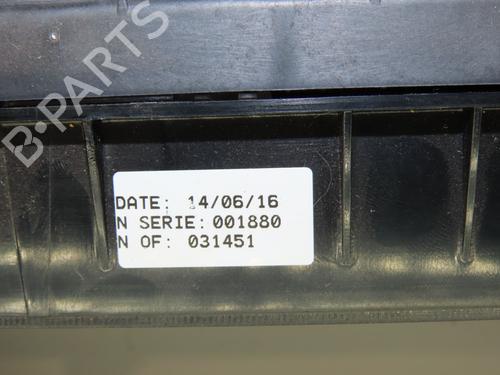 B-PARTS
DATE: 14/06/16
N SERIE: 001880
N OF: 031451